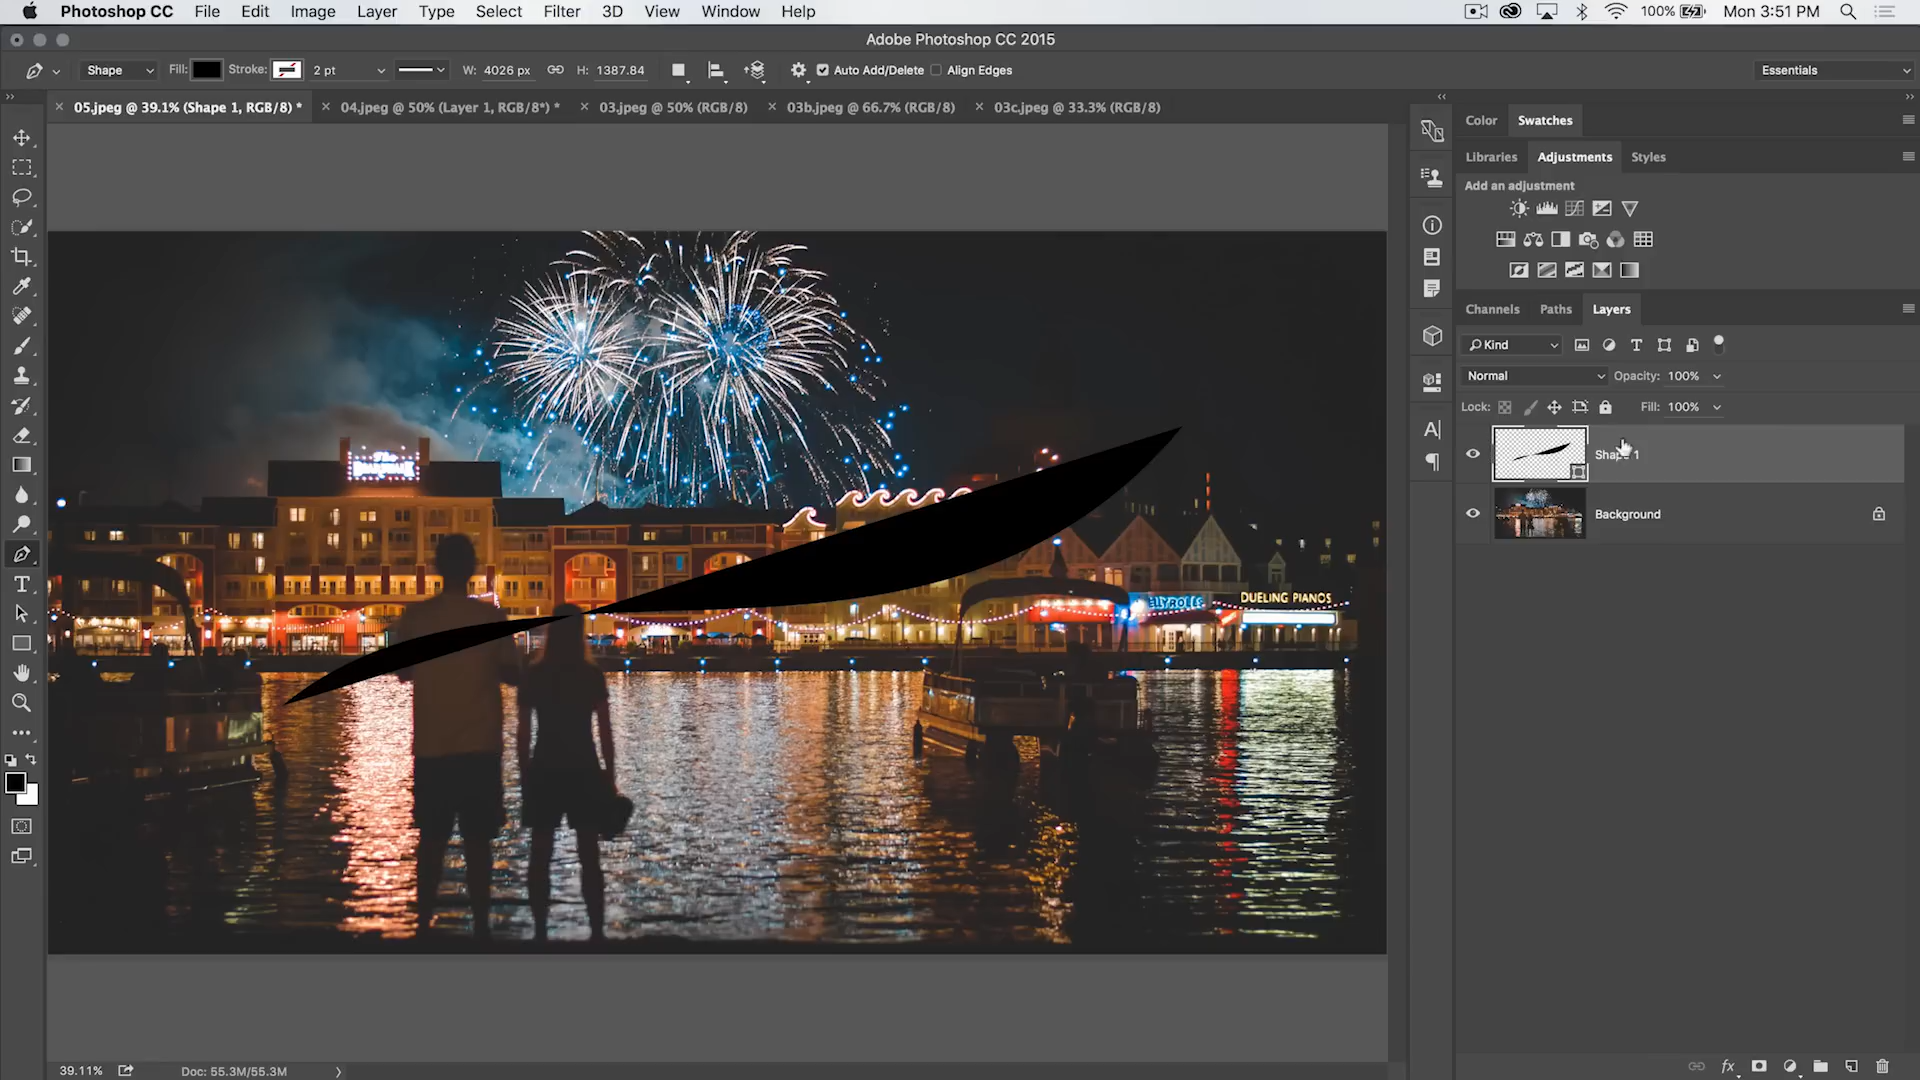 Photoshop CC File Edit Image Layer Type Select Filter 3D View Window Help 100% Mon 3:51 PM
Adobe Photoshop CC 2015
Shape Fill: Stroke: 2 pt W: 4026 px H: 1387.84 Auto Add/Delete Align Edges Essentials
05.jpeg @ 39.1% (Shape 1, RGB/8) * 04.jpeg @ 50% (Layer 1, RGB/8*) * 03.jpeg @ 50% (RGB/8) 03b.jpeg @ 66.7% (RGB/8) 03c.jpeg @ 33.3% (RGB/8)
Color Swatches
Libraries Adjustments Styles
Add an adjustment
Channels Paths Layers
Kind
Normal Opacity: 100%
Lock: Fill: 100%
Shape 1
Background
DUELING PIANOS
39.11% Doc: 55.3M/55.3M